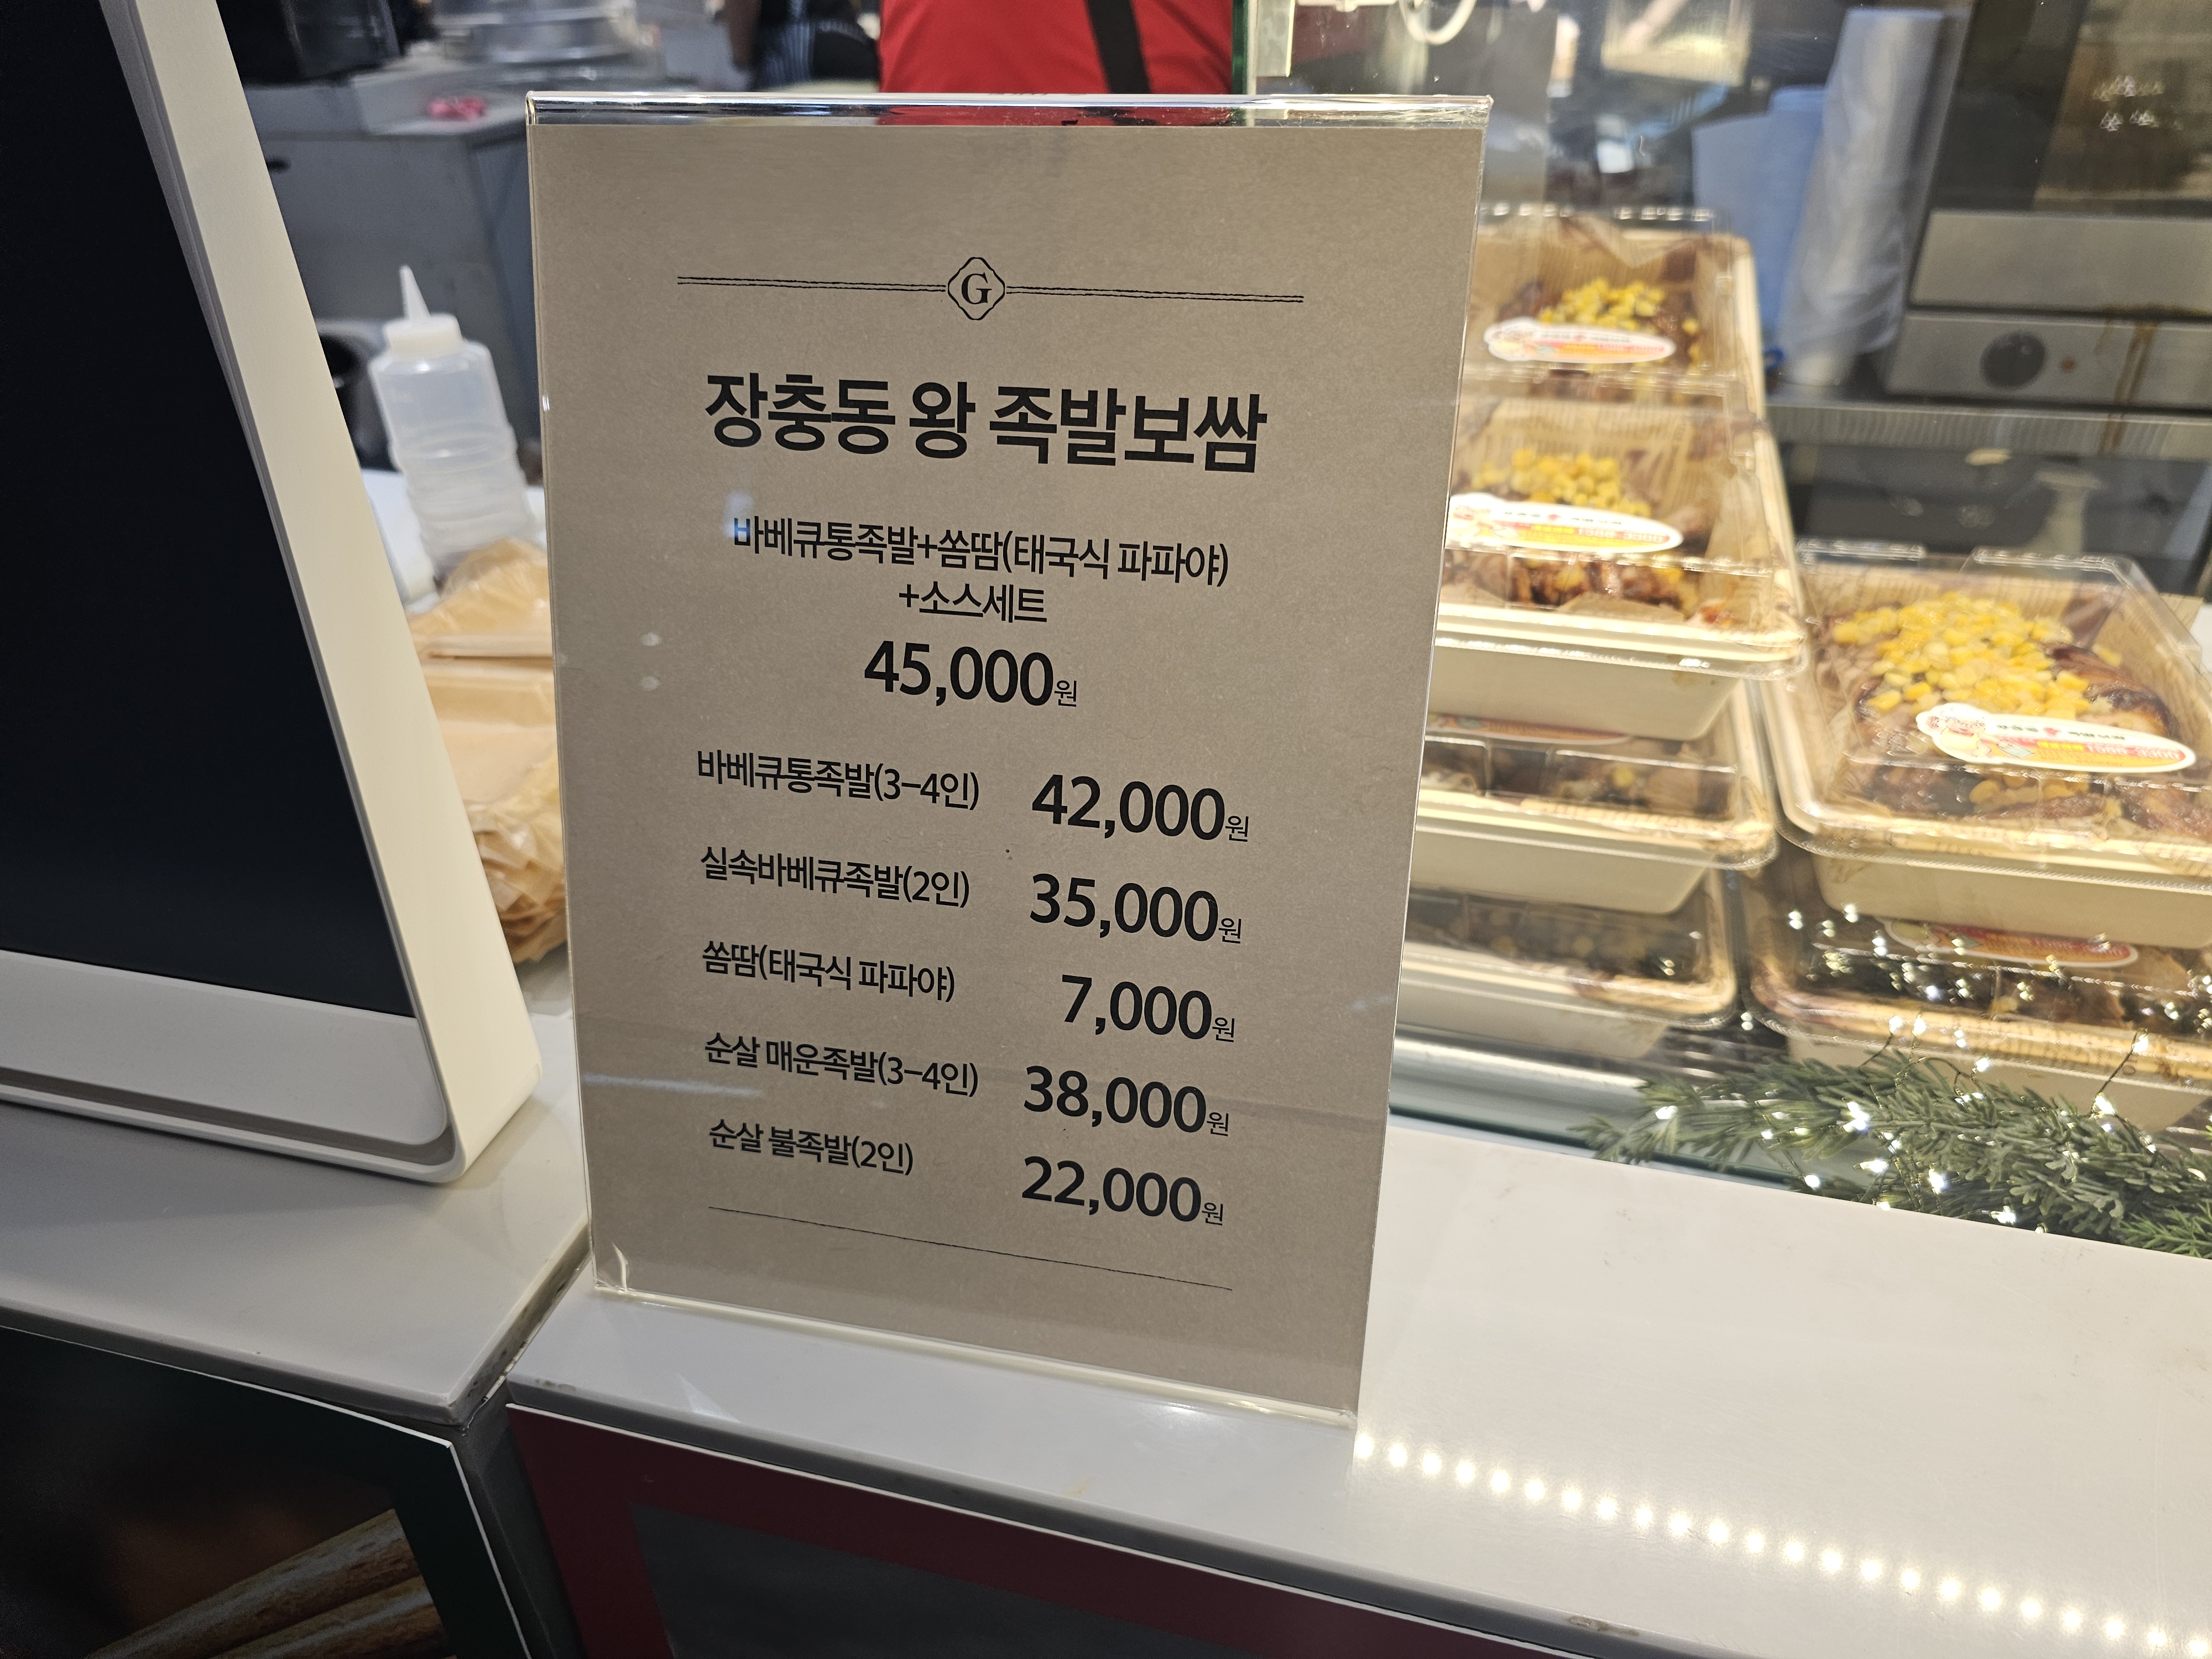 G
장충동 왕 족발보쌈
바베큐통족발+쏨땀(태국식 파파야)
+소스세트
45,000원
바베큐통족발(3-4인) 42,000원
실속바베큐족발(2인) 35,000원
쏨땀(태국식 파파야) 7,000원
순살 매운족발(3-4인) 38,000원
순살 불족발(2인) 22,000원